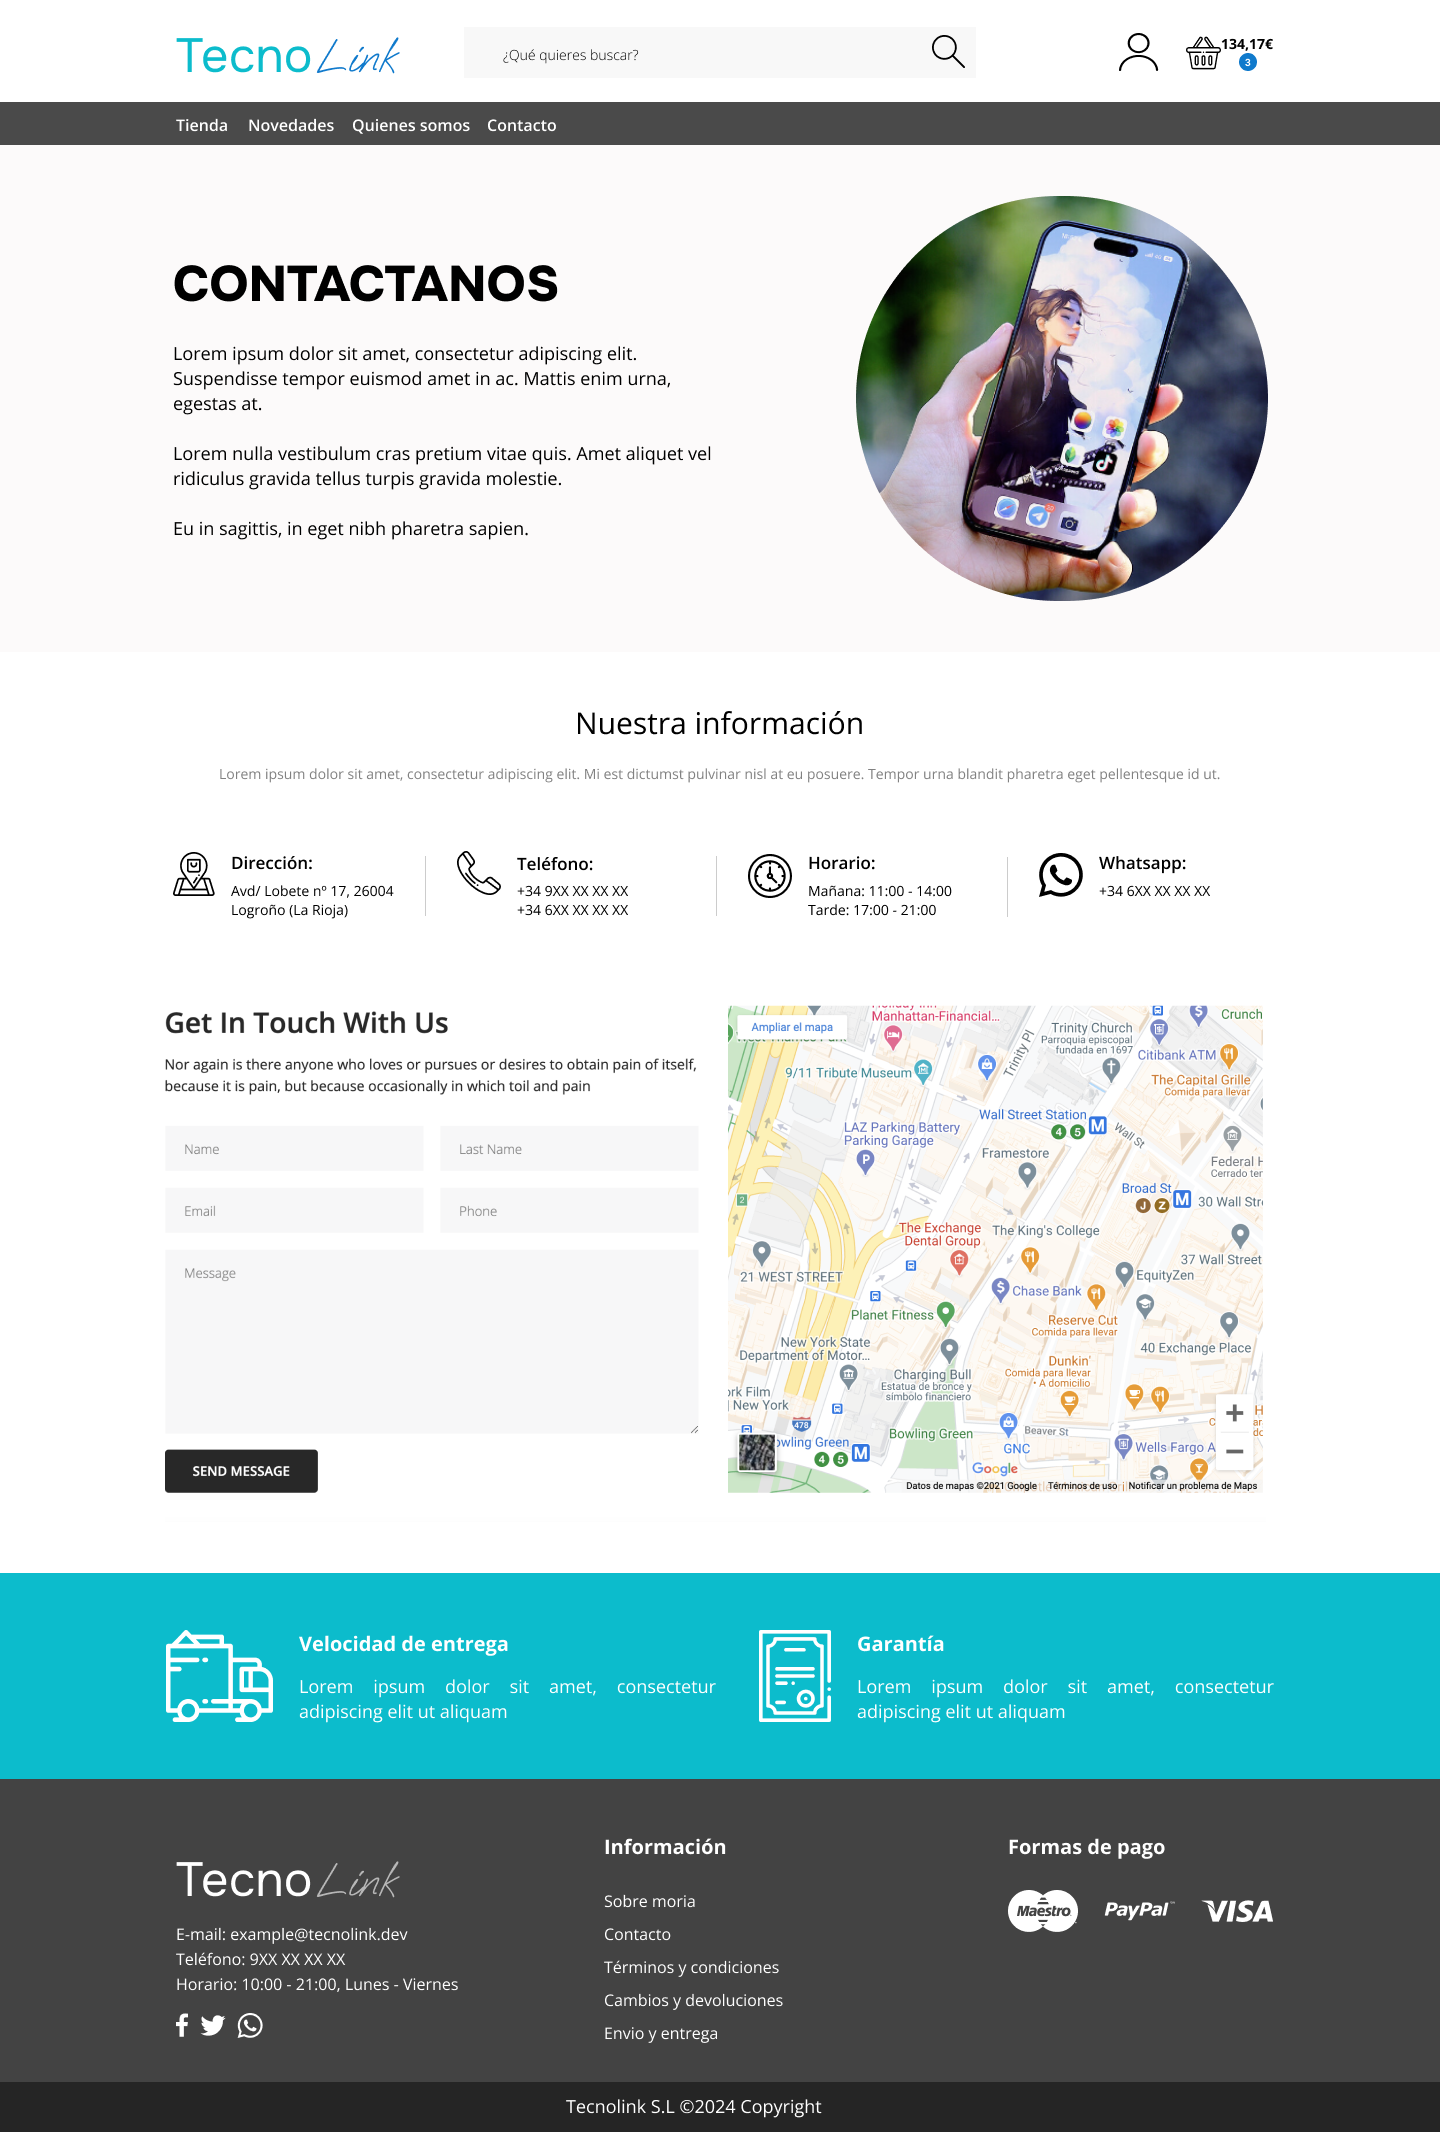 Tecno Link
¿Qué quieres buscar?
134,17€
3
Tienda Novedades Quienes somos Contacto
CONTACTANOS
Lorem ipsum dolor sit amet, consectetur adipiscing elit.
Suspendisse tempor euismod amet in ac. Mattis enim urna,
egestas at.
Lorem nulla vestibulum cras pretium vitae quis. Amet aliquet vel
ridiculus gravida tellus turpis gravida molestie.
Eu in sagittis, in eget nibh pharetra sapien.
Nuestra información
Lorem ipsum dolor sit amet, consectetur adipiscing elit. Mi est dictumst pulvinar nisl at eu posuere. Tempor urna blandit pharetra eget pellentesque id ut.
Dirección:
Avd/ Lobete nº 17, 26004
Logroño (La Rioja)
Teléfono:
+34 9XX XX XX XX
+34 6XX XX XX XX
Horario:
Mañana: 11:00 - 14:00
Tarde: 17:00 - 21:00
Whatsapp:
+34 6XX XX XX XX
Get In Touch With Us
Nor again is there anyone who loves or pursues or desires to obtain pain of itself,
because it is pain, but because occasionally in which toil and pain
Name
Last Name
Email
Phone
Message
SEND MESSAGE
Ampliar el mapa
Manhattan-Financial...
Trinity Church
Parroquia episcopal
fundada en 1697
Crunch
Citibank ATM
9/11 Tribute Museum
Trinity Pl
The Capital Grille
Comida para llevar
Wall Street Station
4 5 M
Wall St
LAZ Parking Battery
Parking Garage
P
Framestore
Federal H
Cerrado ter
Broad St
J Z M
30 Wall Stre
2
The Exchange
Dental Group
The King's College
37 Wall Street
21 WEST STREET
EquityZen
Chase Bank
Planet Fitness
Reserve Cut
Comida para llevar
New York State
Department of Motor...
40 Exchange Place
Dunkin'
Comida para llevar
• A domicilio
Charging Bull
Estatua de bronce y
símbolo financiero
ork Film
New York
478
Bowling Green
Beaver St
owling Green
4 5 M
GNC
Wells Fargo A
Google
Datos de mapas ©2021 Google Términos de uso Notificar un problema de Maps
Velocidad de entrega
Lorem ipsum dolor sit amet, consectetur
adipiscing elit ut aliquam
Garantía
Lorem ipsum dolor sit amet, consectetur
adipiscing elit ut aliquam
Tecno Link
E-mail: example@tecnolink.dev
Teléfono: 9XX XX XX XX
Horario: 10:00 - 21:00, Lunes - Viernes
Información
Sobre moria
Contacto
Términos y condiciones
Cambios y devoluciones
Envio y entrega
Formas de pago
Maestro
PayPal
VISA
Tecnolink S.L ©2024 Copyright